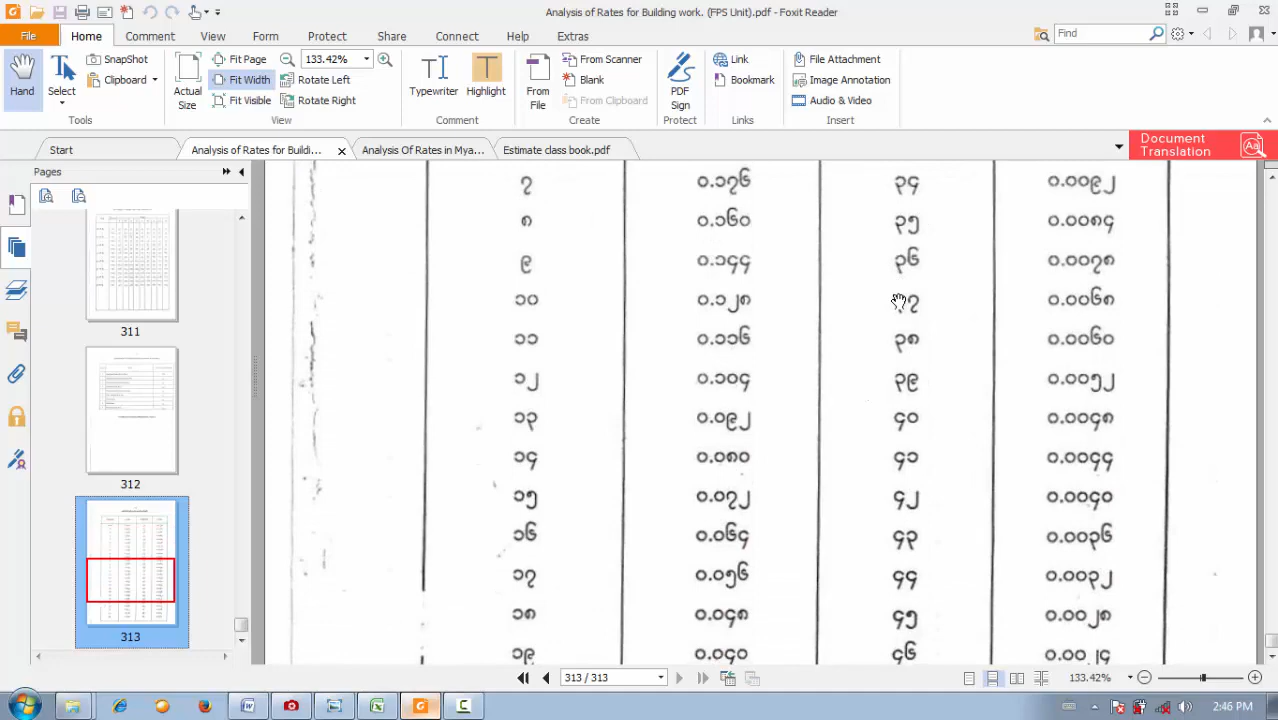 Analysis of Rates for Building work. (FPS Unit).pdf - Foxit Reader
File Home Comment View Form Protect Share Connect Help Extras Find
Hand
Select
SnapShot
Clipboard
Actual Size
Fit Page
Fit Width
Fit Visible
133.42%
Rotate Left
Rotate Right
Typewriter
Highlight
From File
From Scanner
Blank
From Clipboard
PDF Sign
Link
Bookmark
File Attachment
Image Annotation
Audio & Video
Tools View Comment Create Protect Links Insert
Start Analysis of Rates for Buildi... Analysis Of Rates in Mya... Estimate class book.pdf
Document Translation
Pages
311
312
313
၇ ၀.၁၇၆ ၃၄ ၀.၀၀၉၂
၈ ၀.၁၆၀ ၃၅ ၀.၀၀၈၄
၉ ၀.၁၄၄ ၃၆ ၀.၀၀၇၈
၁၀ ၀.၁၂၈ ၇ ၀.၀၀၆၈
၁၁ ၀.၁၁၆ ၃၈ ၀.၀၀၆၀
၁၂ ၀.၁၀၄ ၃၉ ၀.၀၀၅၂
၁၃ ၀.၀၉၂ ၄၀ ၀.၀၀၄၈
၁၄ ၀.၀၈၀ ၄၁ ၀.၀၀၄၄
၁၅ ၀.၀၇၂ ၄၂ ၀.၀၀၄၀
၁၆ ၀.၀၆၄ ၄၃ ၀.၀၀၃၆
၁၇ ၀.၀၅၆ ၄၄ ၀.၀၀၃၂
၁၈ ၀.၀၄၈ ၄၅ ၀.၀၀၂၈
၁၉ ၀.၀၄၀ ၄၆ ၀.၀၀၂၄
313 / 313 133.42%
2:46 PM